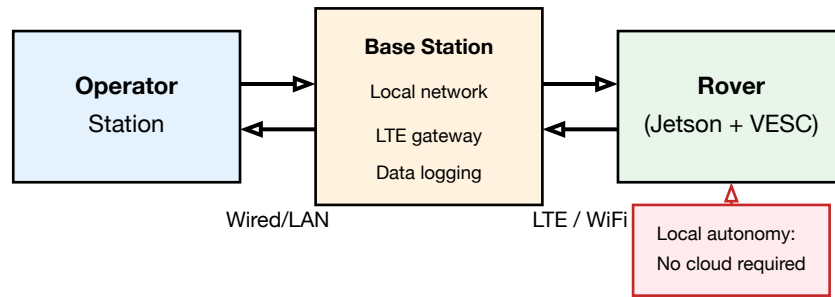 Operator
Station
Base Station
Local network
LTE gateway
Data logging
Rover
(Jetson + VESC)
Wired/LAN
LTE / WiFi
Local autonomy:
No cloud required